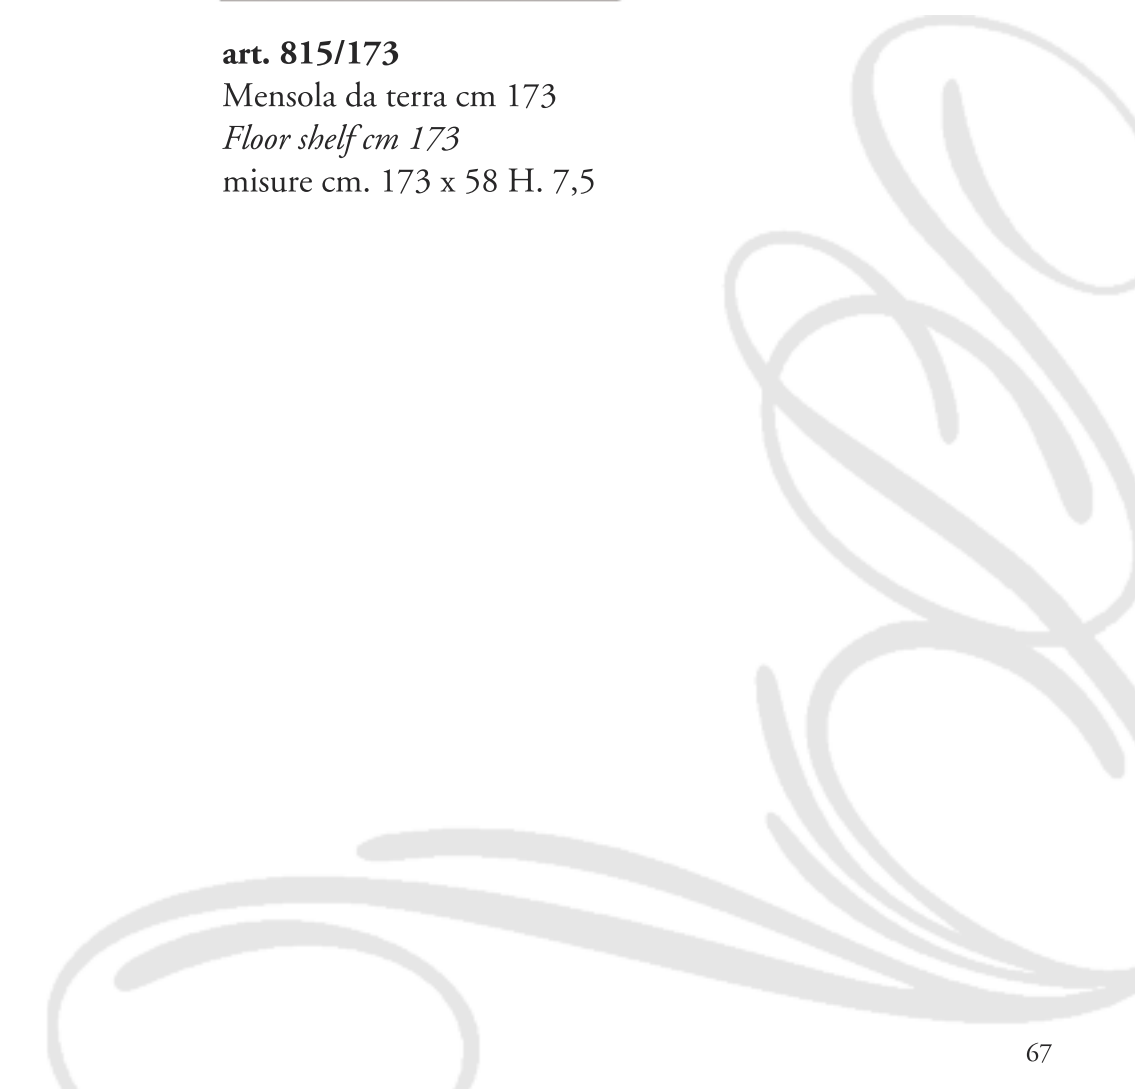 art. 815/173
Mensola da terra cm 173
Floor shelf cm 173
misure cm. 173 x 58 H. 7,5
67